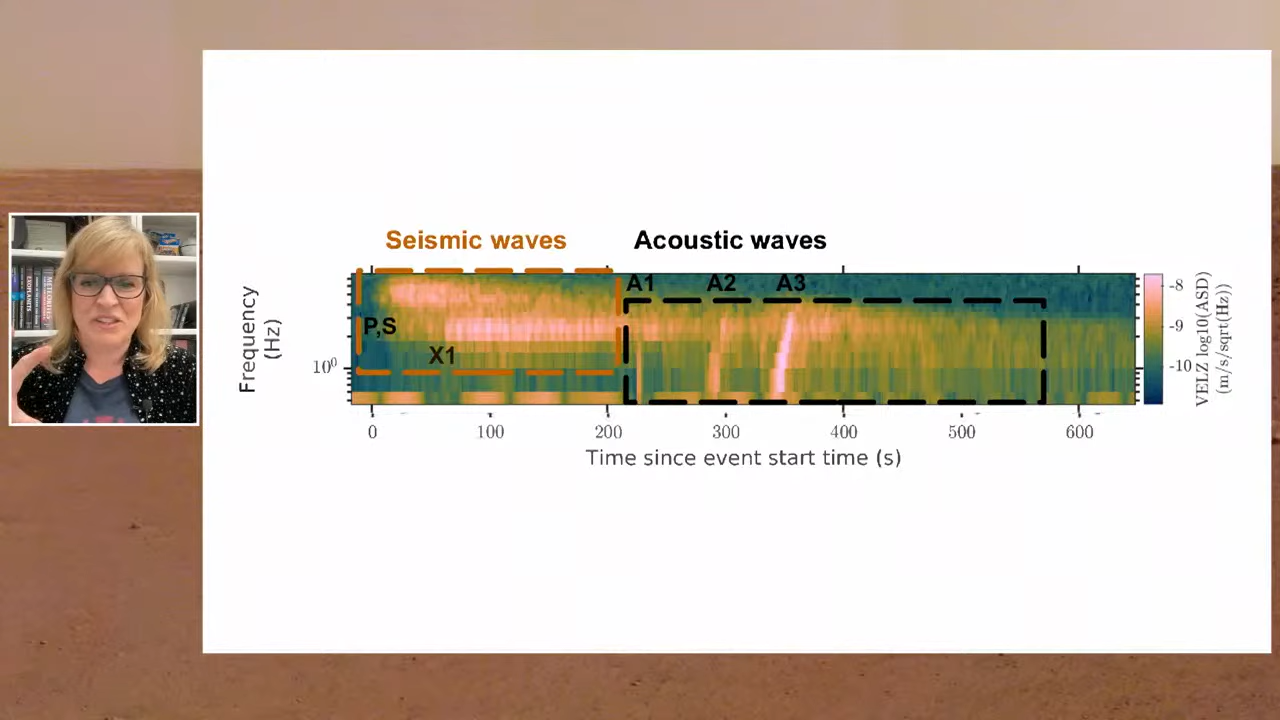 Seismic waves
Acoustic waves
A1
A2
A3
P,S
X1
Frequency
(Hz)
10⁰
-8
-9
-10
VELZ log10(ASD)
(m/s/sqrt(Hz))
0
100
200
300
400
500
600
Time since event start time (s)
METEORITES